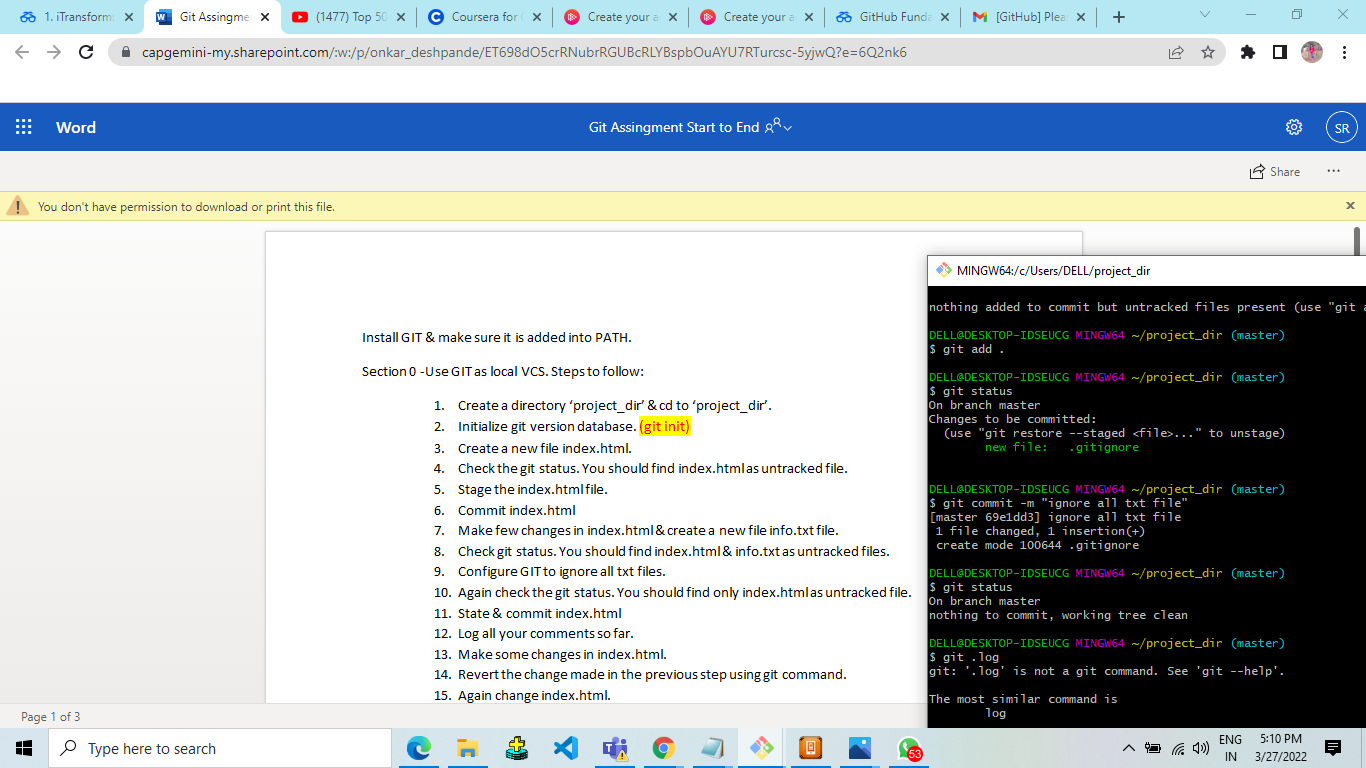 1. iTransform
Git Assingme
(1477) Top 50
Coursera for
Create your a
Create your a
GitHub Funda
[GitHub] Plea
capgemini-my.sharepoint.com/:w:/p/onkar_deshpande/ET698dO5crRNubrRGUBcRLYBspbOuAYU7RTurcsc-5yjwQ?e=6Q2nk6
Word
Git Assingment Start to End
SR
Share
You don't have permission to download or print this file.
Install GIT & make sure it is added into PATH.
Section 0 -Use GIT as local VCS. Steps to follow:
1. Create a directory ‘project_dir’ & cd to ‘project_dir’.
2. Initialize git version database. (git init)
3. Create a new file index.html.
4. Check the git status. You should find index.html as untracked file.
5. Stage the index.html file.
6. Commit index.html
7. Make few changes in index.html & create a new file info.txt file.
8. Check git status. You should find index.html & info.txt as untracked files.
9. Configure GIT to ignore all txt files.
10. Again check the git status. You should find only index.html as untracked file.
11. State & commit index.html
12. Log all your comments so far.
13. Make some changes in index.html.
14. Revert the change made in the previous step using git command.
15. Again change index.html.
Page 1 of 3
MINGW64:/c/Users/DELL/project_dir
nothing added to commit but untracked files present (use "git a
DELL@DESKTOP-IDSEUCG MINGW64 ~/project_dir (master)
$ git add .
DELL@DESKTOP-IDSEUCG MINGW64 ~/project_dir (master)
$ git status
On branch master
Changes to be committed:
(use "git restore --staged <file>..." to unstage)
new file: .gitignore
DELL@DESKTOP-IDSEUCG MINGW64 ~/project_dir (master)
$ git commit -m "ignore all txt file"
[master 69e1dd3] ignore all txt file
1 file changed, 1 insertion(+)
create mode 100644 .gitignore
DELL@DESKTOP-IDSEUCG MINGW64 ~/project_dir (master)
$ git status
On branch master
nothing to commit, working tree clean
DELL@DESKTOP-IDSEUCG MINGW64 ~/project_dir (master)
$ git .log
git: '.log' is not a git command. See 'git --help'.
The most similar command is
log
Type here to search
53
ENG
IN
5:10 PM
3/27/2022